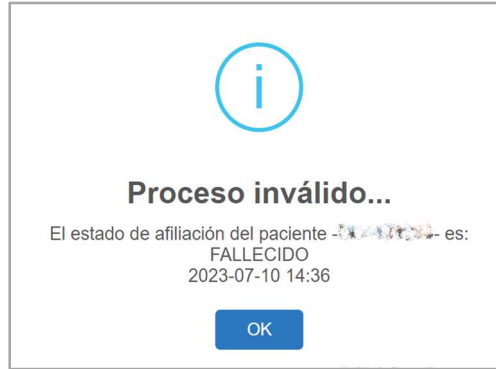 i
Proceso inválido...
El estado de afiliación del paciente - - es:
FALLECIDO
2023-07-10 14:36
OK